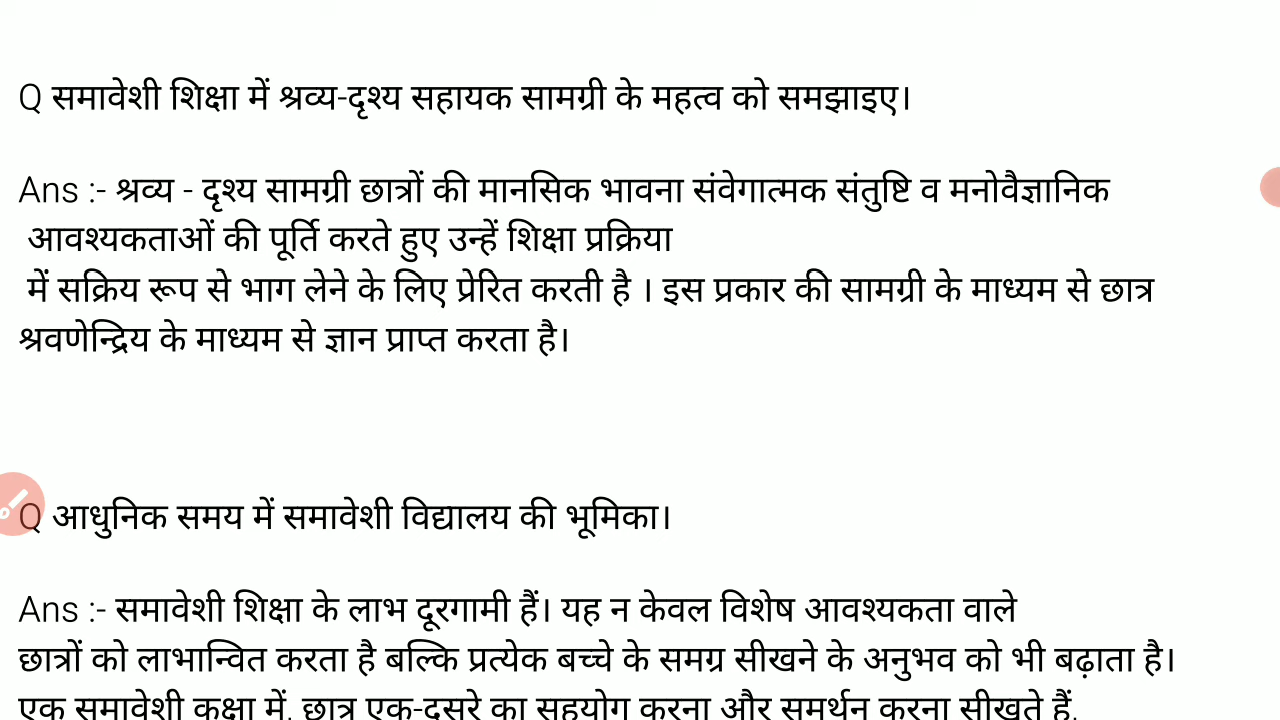 Q समावेशी शिक्षा में श्रव्य-दृश्य सहायक सामग्री के महत्व को समझाइए।
Ans :- श्रव्य - दृश्य सामग्री छात्रों की मानसिक भावना संवेगात्मक संतुष्टि व मनोवैज्ञानिक
आवश्यकताओं की पूर्ति करते हुए उन्हें शिक्षा प्रक्रिया
में सक्रिय रूप से भाग लेने के लिए प्रेरित करती है । इस प्रकार की सामग्री के माध्यम से छात्र
श्रवणेन्द्रिय के माध्यम से ज्ञान प्राप्त करता है।
Q आधुनिक समय में समावेशी विद्यालय की भूमिका।
Ans :- समावेशी शिक्षा के लाभ दूरगामी हैं। यह न केवल विशेष आवश्यकता वाले
छात्रों को लाभान्वित करता है बल्कि प्रत्येक बच्चे के समग्र सीखने के अनुभव को भी बढ़ाता है।
एक समावेशी कक्षा में, छात्र एक-दूसरे का सहयोग करना और समर्थन करना सीखते हैं,